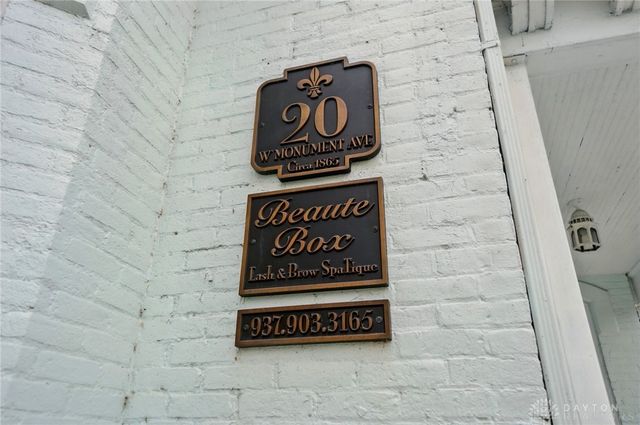 20
W MONUMENT AVE
Circa 1865
Beaute
Box
Lash & Brow SpaTique
937.903.3165
DAYTON